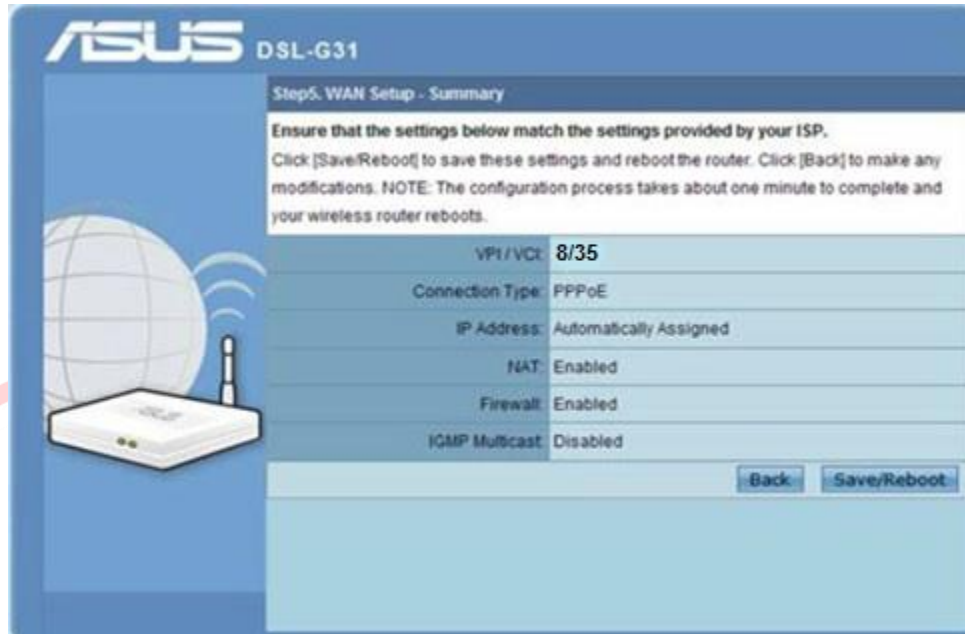 ASUS DSL-G31
Step5. WAN Setup - Summary
Ensure that the settings below match the settings provided by your ISP.
Click [Save/Reboot] to save these settings and reboot the router. Click [Back] to make any
modifications. NOTE: The configuration process takes about one minute to complete and
your wireless router reboots.
VPI / VCI: 8/35
Connection Type: PPPoE
IP Address: Automatically Assigned
NAT: Enabled
Firewall: Enabled
IGMP Multicast: Disabled
Back Save/Reboot